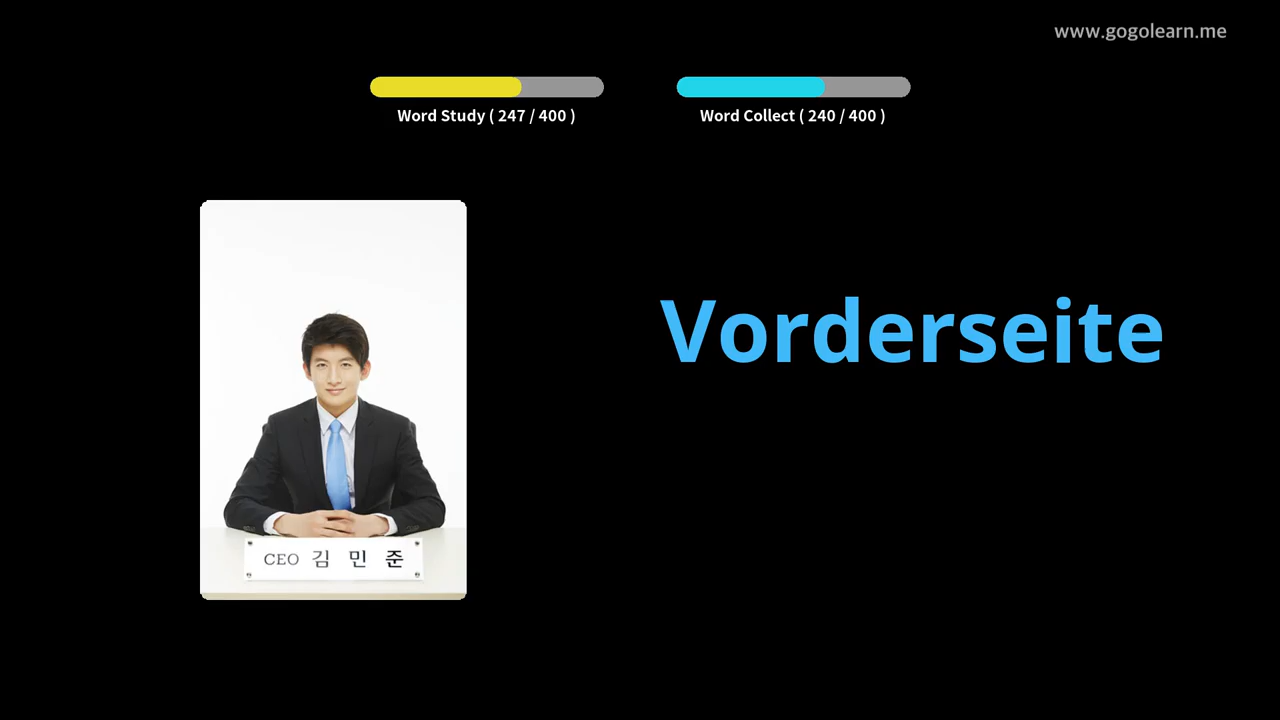 www.gogolearn.me
Word Study ( 247 / 400 )
Word Collect ( 240 / 400 )
Vorderseite
CEO 김 민 준